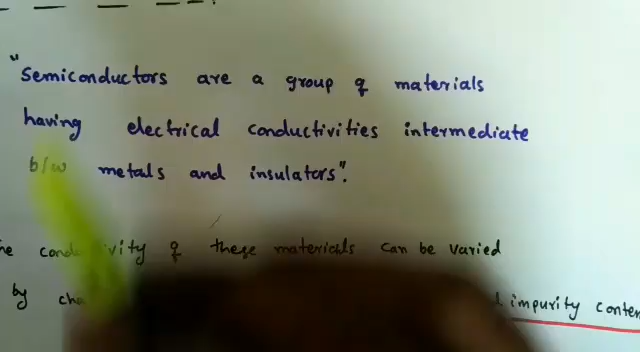 "Semiconductors are a group of materials
having electrical conductivities intermediate
b/w metals and insulators".
conductivity of these materials can be varied
by impurity